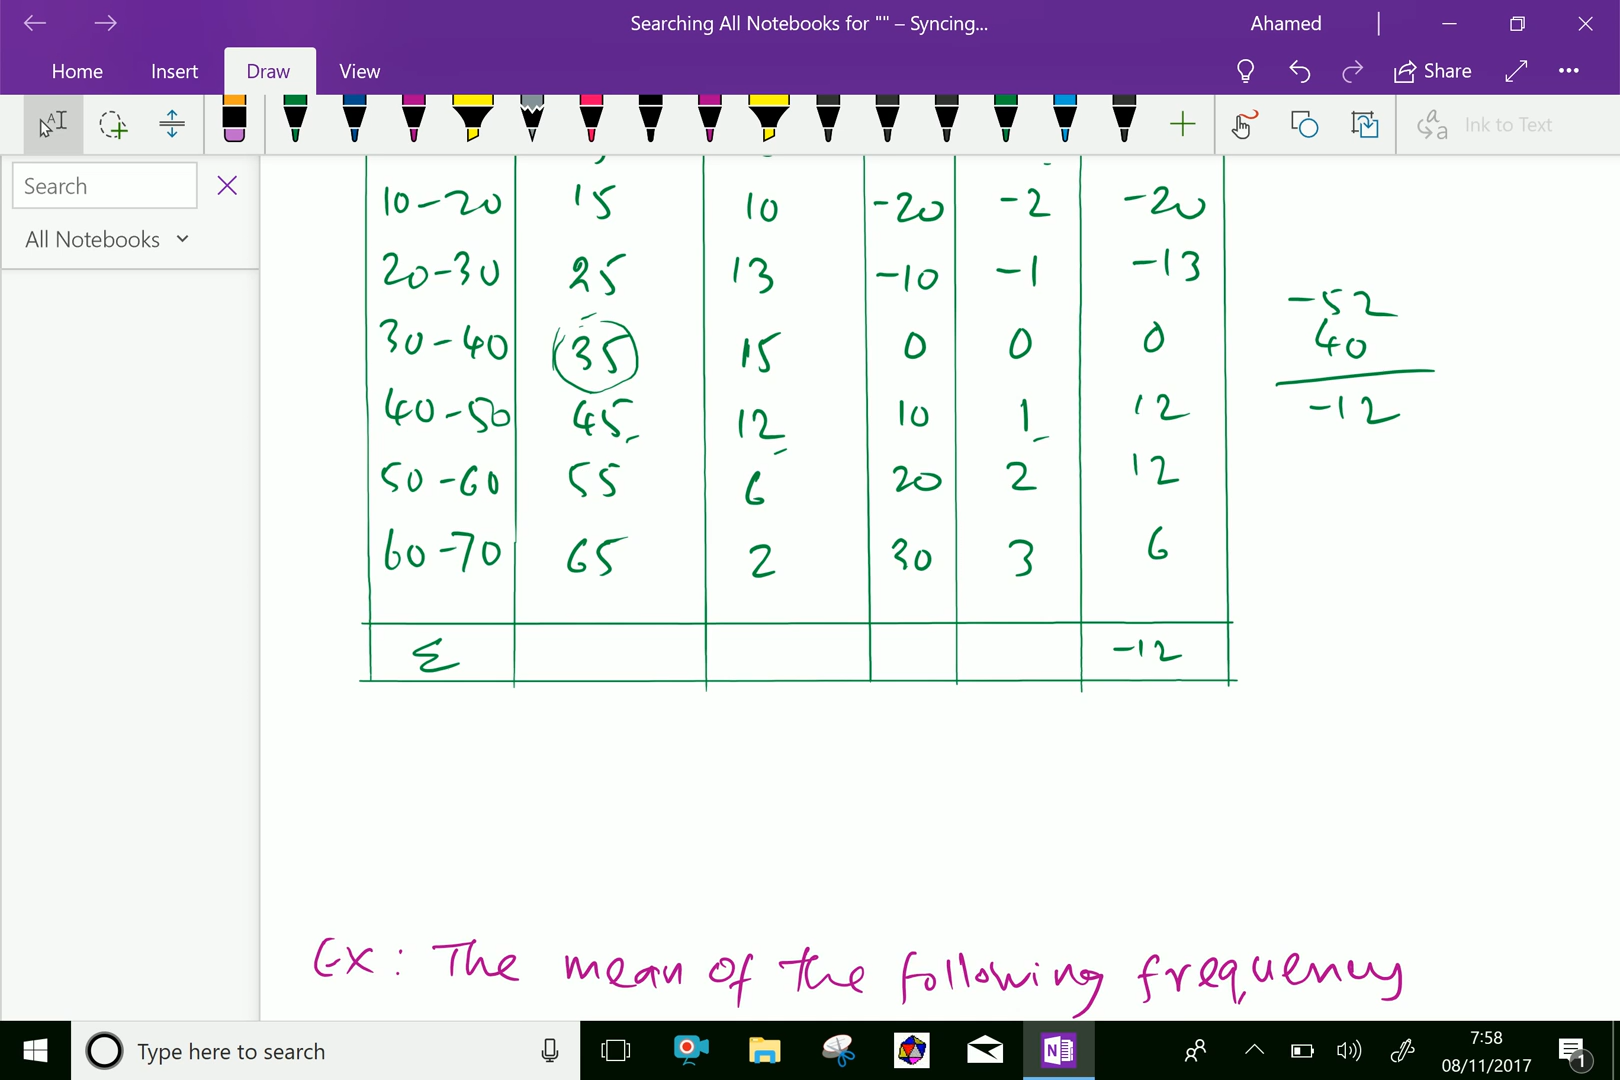 Searching All Notebooks for "" – Syncing...
Ahamed
Home Insert Draw View
Share
Ink to Text
Search
All Notebooks
10-20 15 10 -20 -2 -20
20-30 25 13 -10 -1 -13
30-40 35 15 0 0 0
40-50 45 12 10 1 12
50-60 55 6 20 2 12
60-70 65 2 30 3 6
Σ -12
-52
40
-12
Ex: The mean of the following frequency
Type here to search
7:58
08/11/2017
1